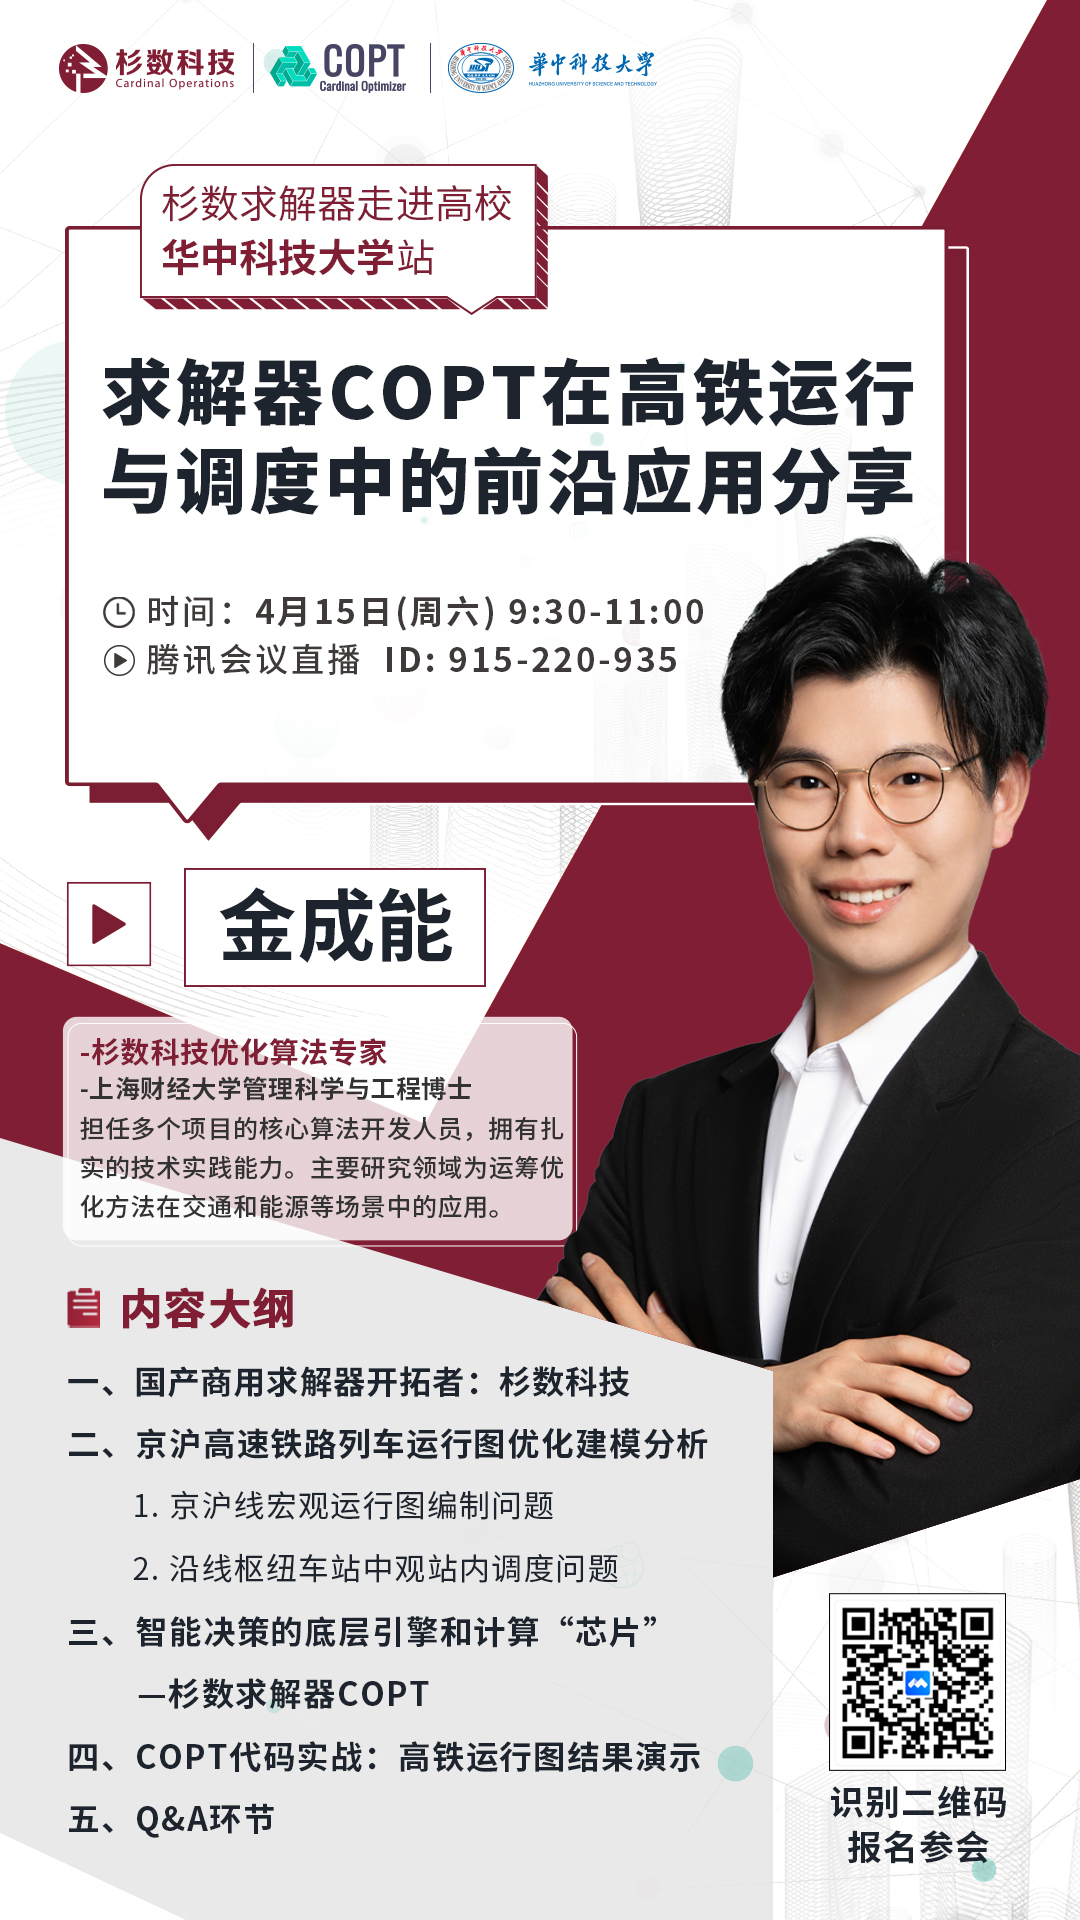 杉数科技
Cardinal Operations
COPT
Cardinal Optimizer
華中科技大学
HUAZHONG UNIVERSITY OF SCIENCE AND TECHNOLOGY
杉数求解器走进高校
华中科技大学站
求解器COPT在高铁运行
与调度中的前沿应用分享
时间：4月15日(周六) 9:30-11:00
腾讯会议直播 ID: 915-220-935
金成能
-杉数科技优化算法专家
-上海财经大学管理科学与工程博士
担任多个项目的核心算法开发人员，拥有扎
实的技术实践能力。主要研究领域为运筹优
化方法在交通和能源等场景中的应用。
内容大纲
一、国产商用求解器开拓者：杉数科技
二、京沪高速铁路列车运行图优化建模分析
1. 京沪线宏观运行图编制问题
2. 沿线枢纽车站中观站内调度问题
三、智能决策的底层引擎和计算“芯片”
—杉数求解器COPT
四、COPT代码实战：高铁运行图结果演示
五、Q&A环节
识别二维码
报名参会